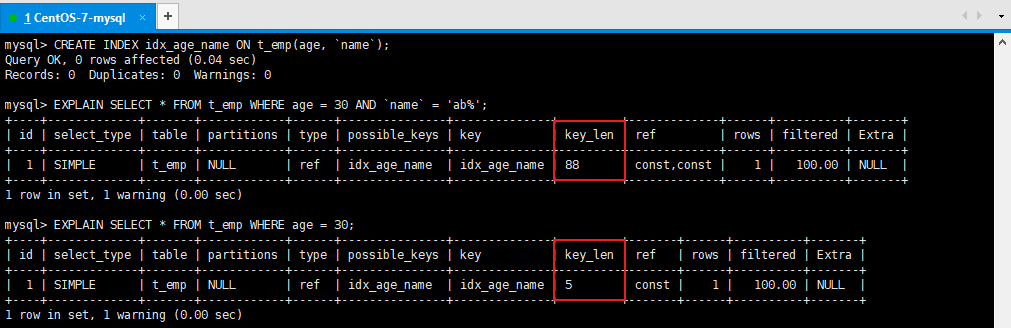 1 CentOS-7-mysql × +
mysql> CREATE INDEX idx_age_name ON t_emp(age, `name`);
Query OK, 0 rows affected (0.04 sec)
Records: 0  Duplicates: 0  Warnings: 0
mysql> EXPLAIN SELECT * FROM t_emp WHERE age = 30 AND `name` = 'ab%';
+----+-------------+-------+------------+------+---------------+--------------+---------+-------------+------+----------+-------+
| id | select_type | table | partitions | type | possible_keys | key          | key_len | ref         | rows | filtered | Extra |
+----+-------------+-------+------------+------+---------------+--------------+---------+-------------+------+----------+-------+
| 1 | SIMPLE      | t_emp | NULL       | ref  | idx_age_name  | idx_age_name | 88      | const,const | 1 | 100.00 | NULL  |
+----+-------------+-------+------------+------+---------------+--------------+---------+-------------+------+----------+-------+
1 row in set, 1 warning (0.00 sec)
mysql> EXPLAIN SELECT * FROM t_emp WHERE age = 30;
+----+-------------+-------+------------+------+---------------+--------------+---------+-------+------+----------+-------+
| id | select_type | table | partitions | type | possible_keys | key          | key_len | ref   | rows | filtered | Extra |
+----+-------------+-------+------------+------+---------------+--------------+---------+-------+------+----------+-------+
| 1 | SIMPLE      | t_emp | NULL       | ref  | idx_age_name  | idx_age_name | 5       | const | 1 | 100.00 | NULL  |
+----+-------------+-------+------------+------+---------------+--------------+---------+-------+------+----------+-------+
1 row in set, 1 warning (0.00 sec)